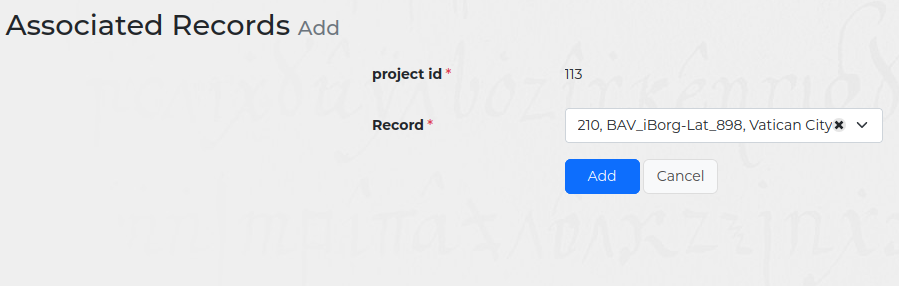 Associated Records Add
project id * 113
Record * 210, BAV_iBorg-Lat_898, Vatican City
Add Cancel